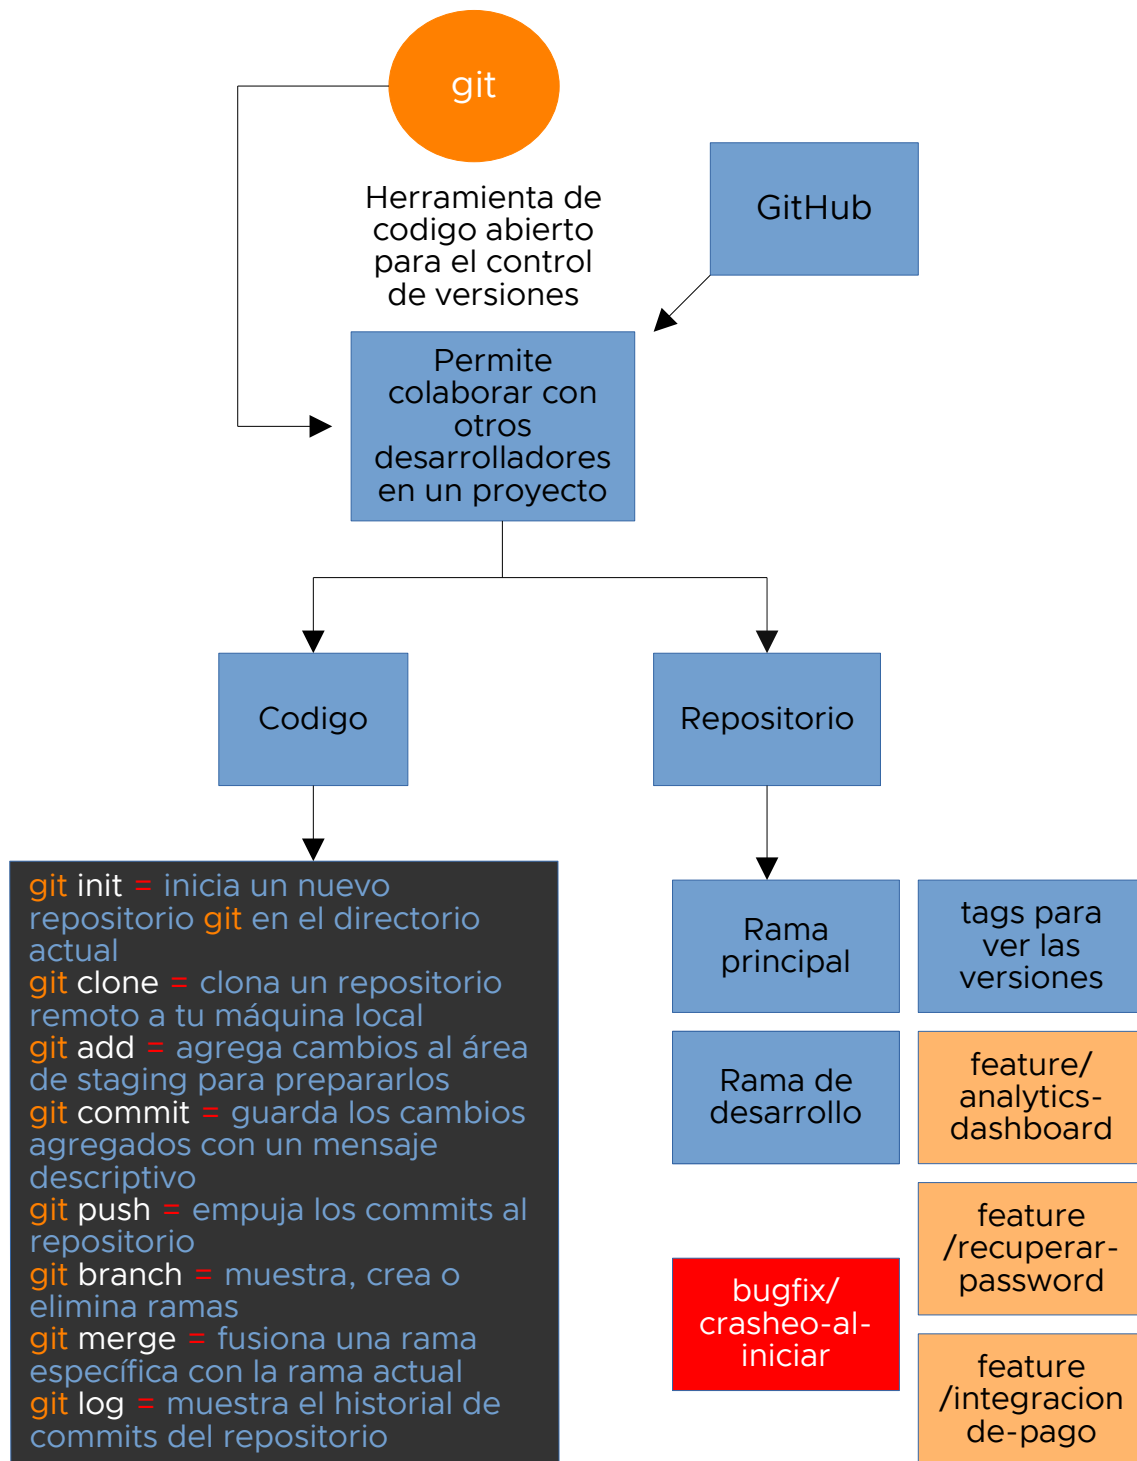 git
Herramienta de
codigo abierto
para el control
de versiones
GitHub
Permite
colaborar con
otros
desarrolladores
en un proyecto
Codigo
Repositorio
git init = inicia un nuevo
repositorio git en el directorio
actual
git clone = clona un repositorio
remoto a tu máquina local
git add = agrega cambios al área
de staging para prepararlos
git commit = guarda los cambios
agregados con un mensaje
descriptivo
git push = empuja los commits al
repositorio
git branch = muestra, crea o
elimina ramas
git merge = fusiona una rama
específica con la rama actual
git log = muestra el historial de
commits del repositorio
Rama
principal
tags para
ver las
versiones
Rama de
desarrollo
feature/
analytics-
dashboard
feature
/recuperar-
password
bugfix/
crasheo-al-
iniciar
feature
/integracion
de-pago